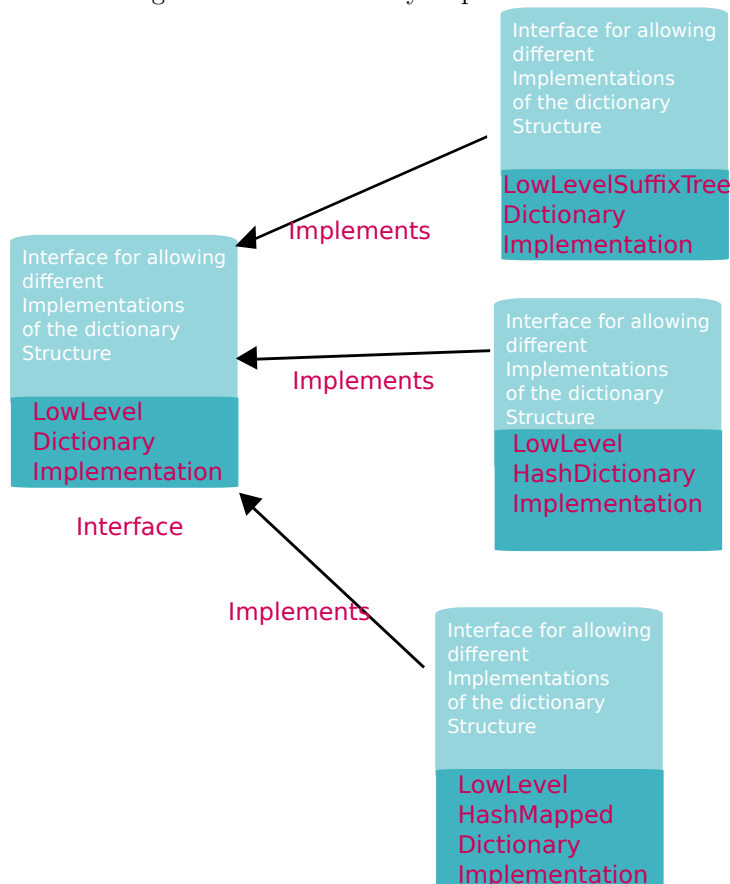 Interface for allowing
different
Implementations
of the dictionary
Structure
LowLevelSuffixTree
Dictionary
Implementation
Implements
Interface for allowing
different
Implementations
of the dictionary
Structure
LowLevel
Dictionary
Implementation
Interface
Implements
Interface for allowing
different
Implementations
of the dictionary
Structure
LowLevel
HashDictionary
Implementation
Implements
Interface for allowing
different
Implementations
of the dictionary
Structure
LowLevel
HashMapped
Dictionary
Implementation